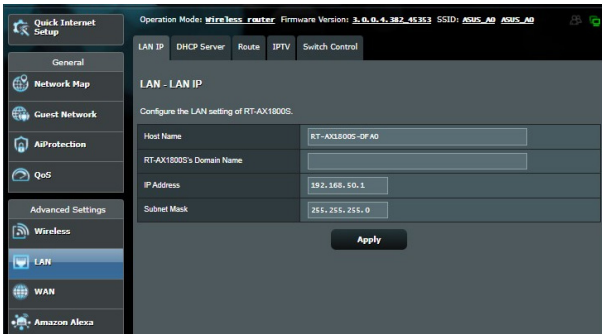 Quick Internet
Setup
Operation Mode: Wireless router Firmware Version: 3.0.0.4.382_45353 SSID: ASUS_A0 ASUS_A0
LAN IP DHCP Server Route IPTV Switch Control
General
Network Map
Guest Network
AiProtection
QoS
Advanced Settings
Wireless
LAN
WAN
Amazon Alexa
LAN - LAN IP
Configure the LAN setting of RT-AX1800S.
Host Name RT-AX1800S-DFA0
RT-AX1800S's Domain Name
IP Address 192.168.50.1
Subnet Mask 255.255.255.0
Apply